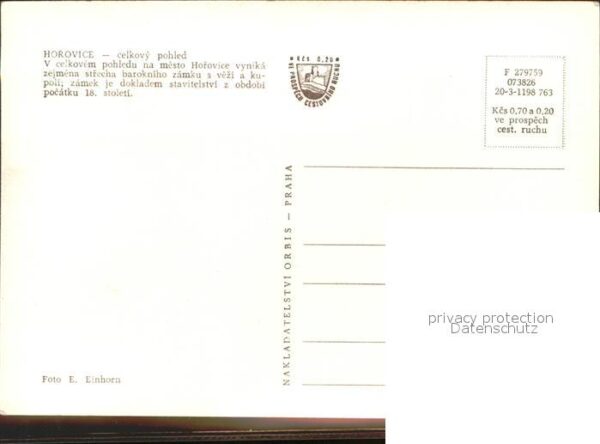 HOŘOVICE — celkový pohled
V celkovém pohledu na město Hořovice vyniká
zejména střecha barokního zámku s věží a ku-
polí; zámek je dokladem stavitelství z období
počátku 18. století.
Kčs 0,20
VE PROSPĚCH CESTOVNÍHO RUCHU
F 279759
073826
20-3-1198 763
Kčs 0,70 a 0,20
ve prospěch
cest. ruchu
NAKLADATELSTVÍ ORBIS — PRAHA
privacy protection
Datenschutz
Foto E. Einhorn